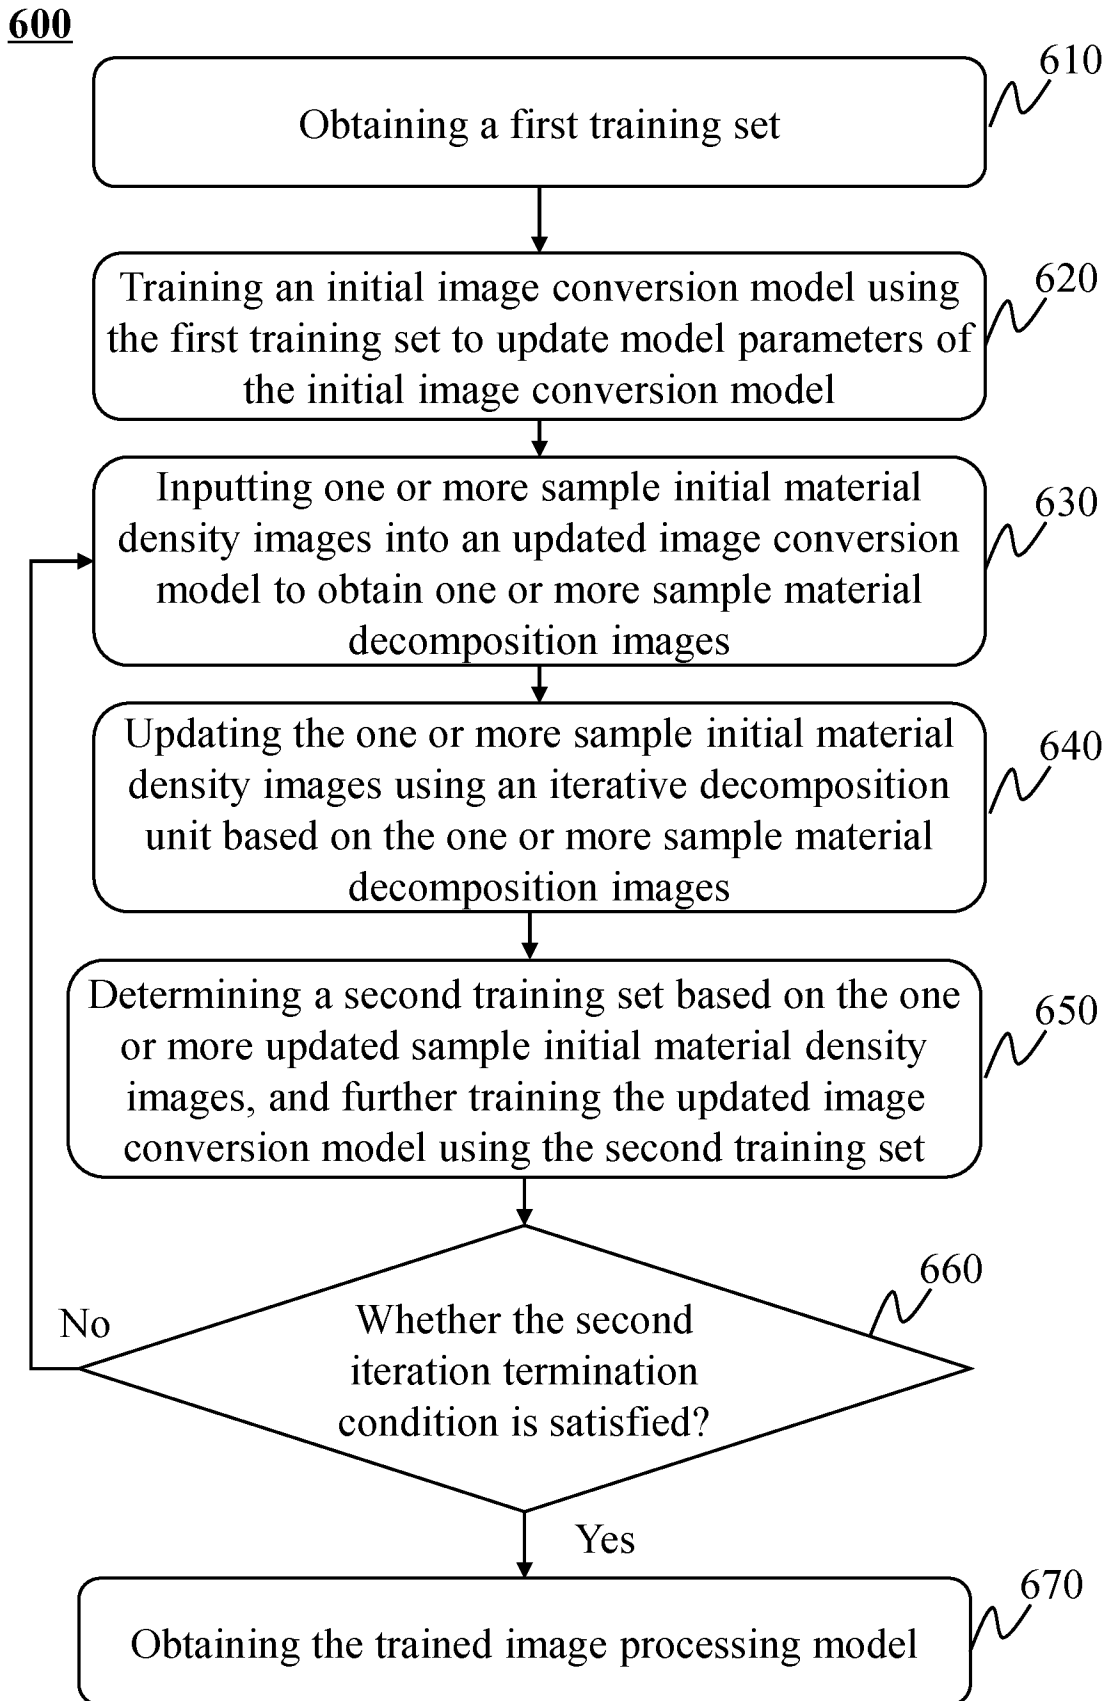 600
610
Obtaining a first training set
620
Training an initial image conversion model using
the first training set to update model parameters of
the initial image conversion model
630
Inputting one or more sample initial material
density images into an updated image conversion
model to obtain one or more sample material
decomposition images
640
Updating the one or more sample initial material
density images using an iterative decomposition
unit based on the one or more sample material
decomposition images
650
Determining a second training set based on the one
or more updated sample initial material density
images, and further training the updated image
conversion model using the second training set
660
No
Whether the second
iteration termination
condition is satisfied?
Yes
670
Obtaining the trained image processing model